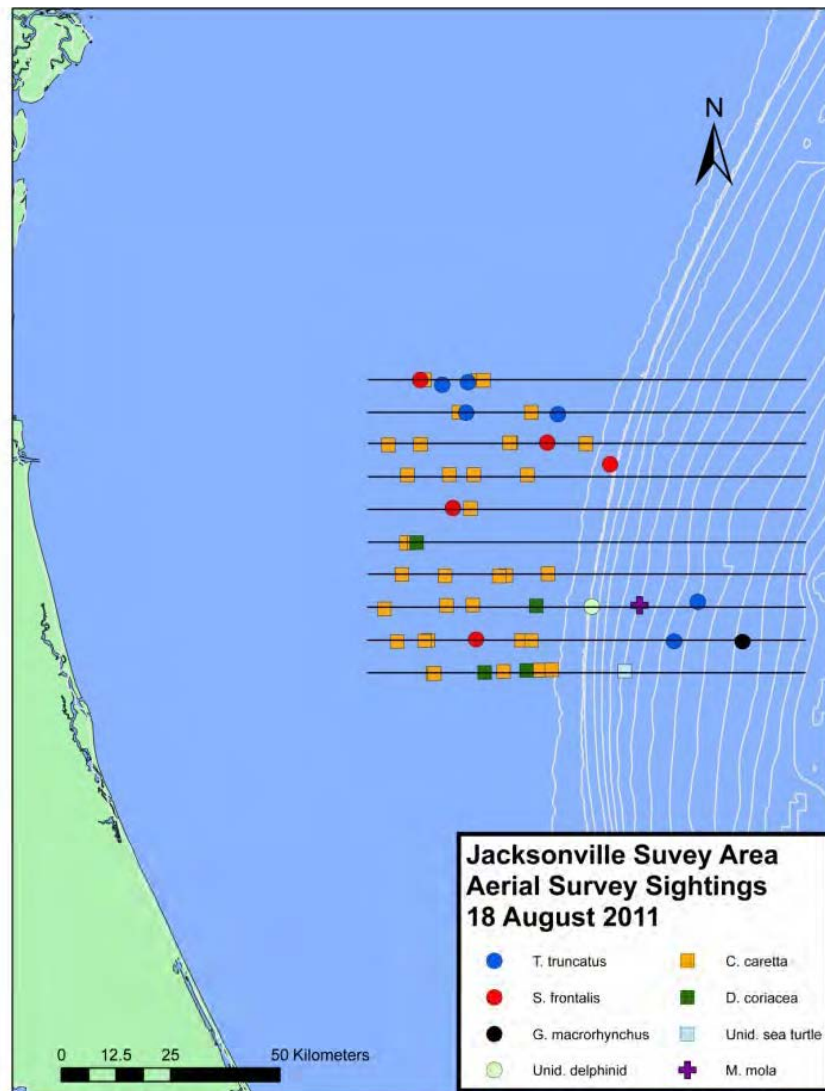 N
Jacksonville Suvey Area
Aerial Survey Sightings
18 August 2011
T. truncatus
C. caretta
S. frontalis
D. coriacea
G. macrorhynchus
Unid. sea turtle
Unid. delphinid
M. mola
0 12.5 25 50 Kilometers